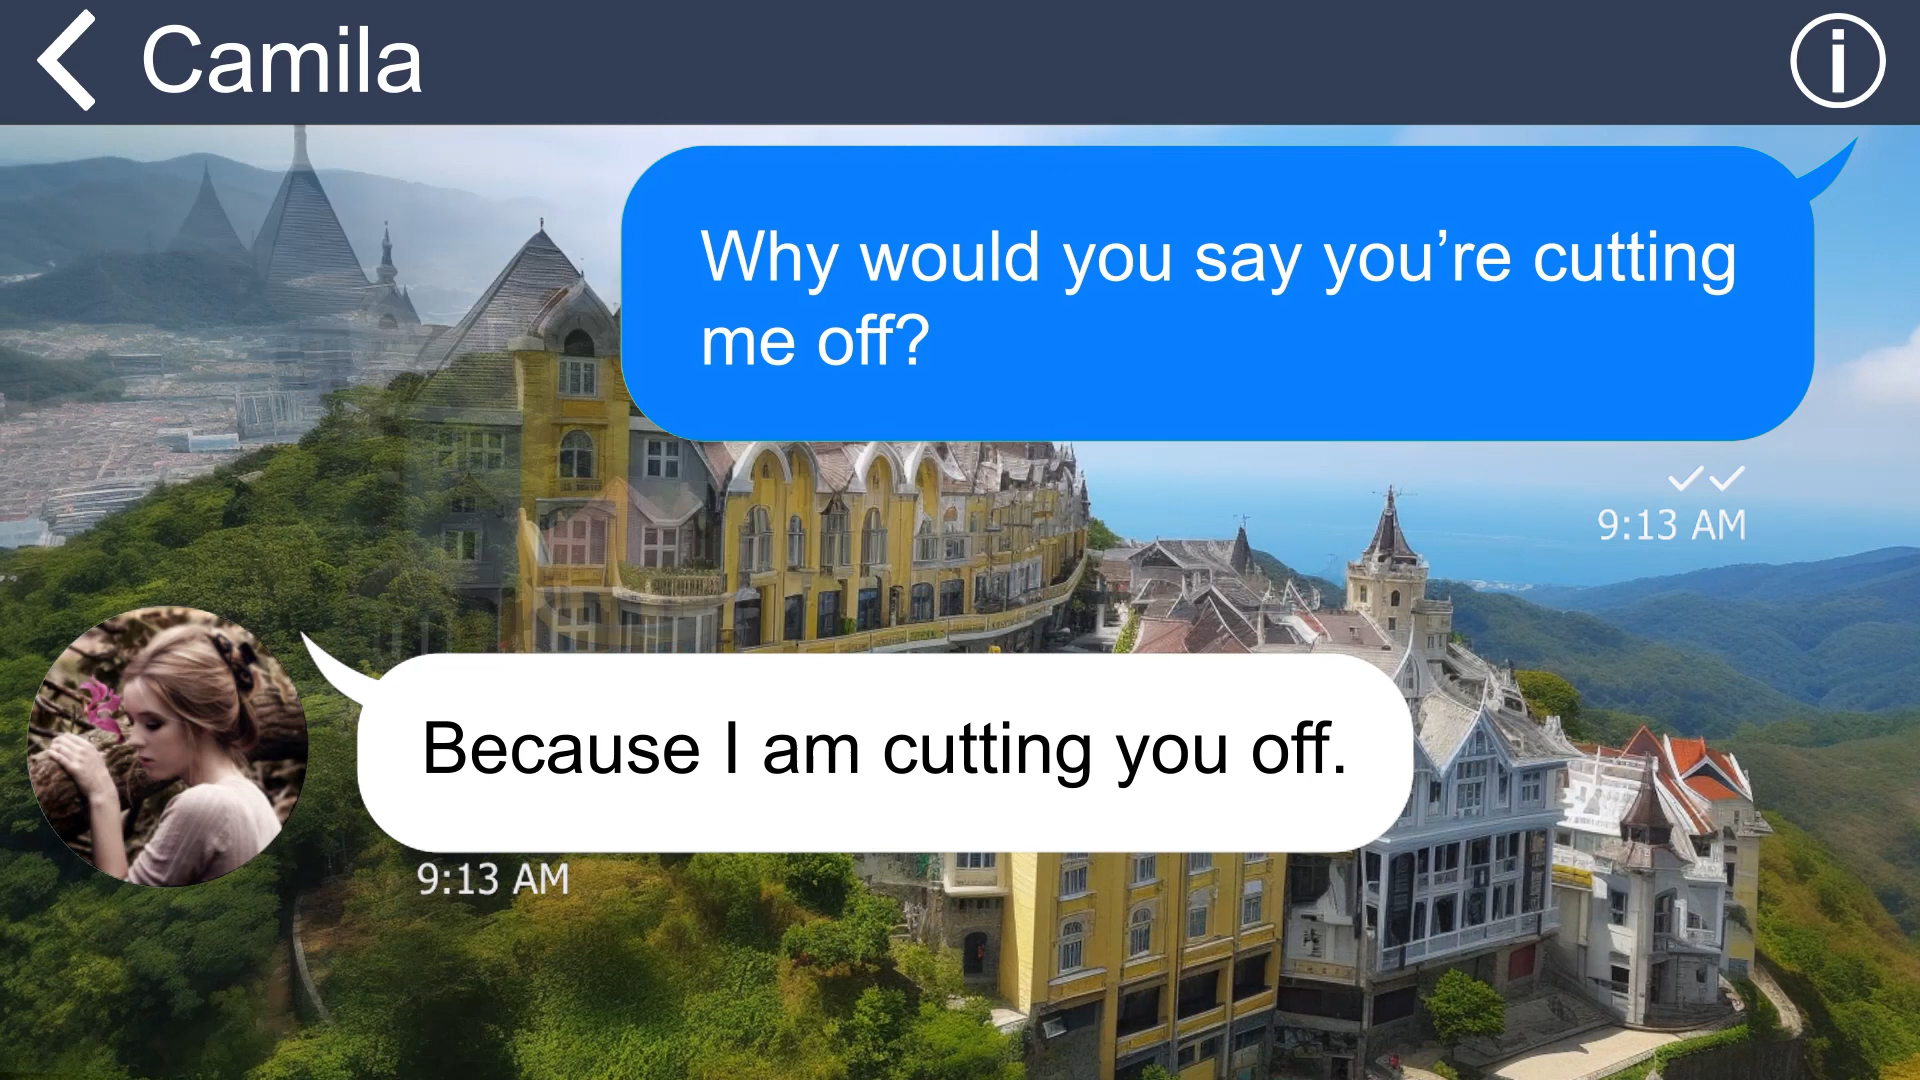 Camila
Why would you say you’re cutting
me off?
9:13 AM
Because I am cutting you off.
9:13 AM